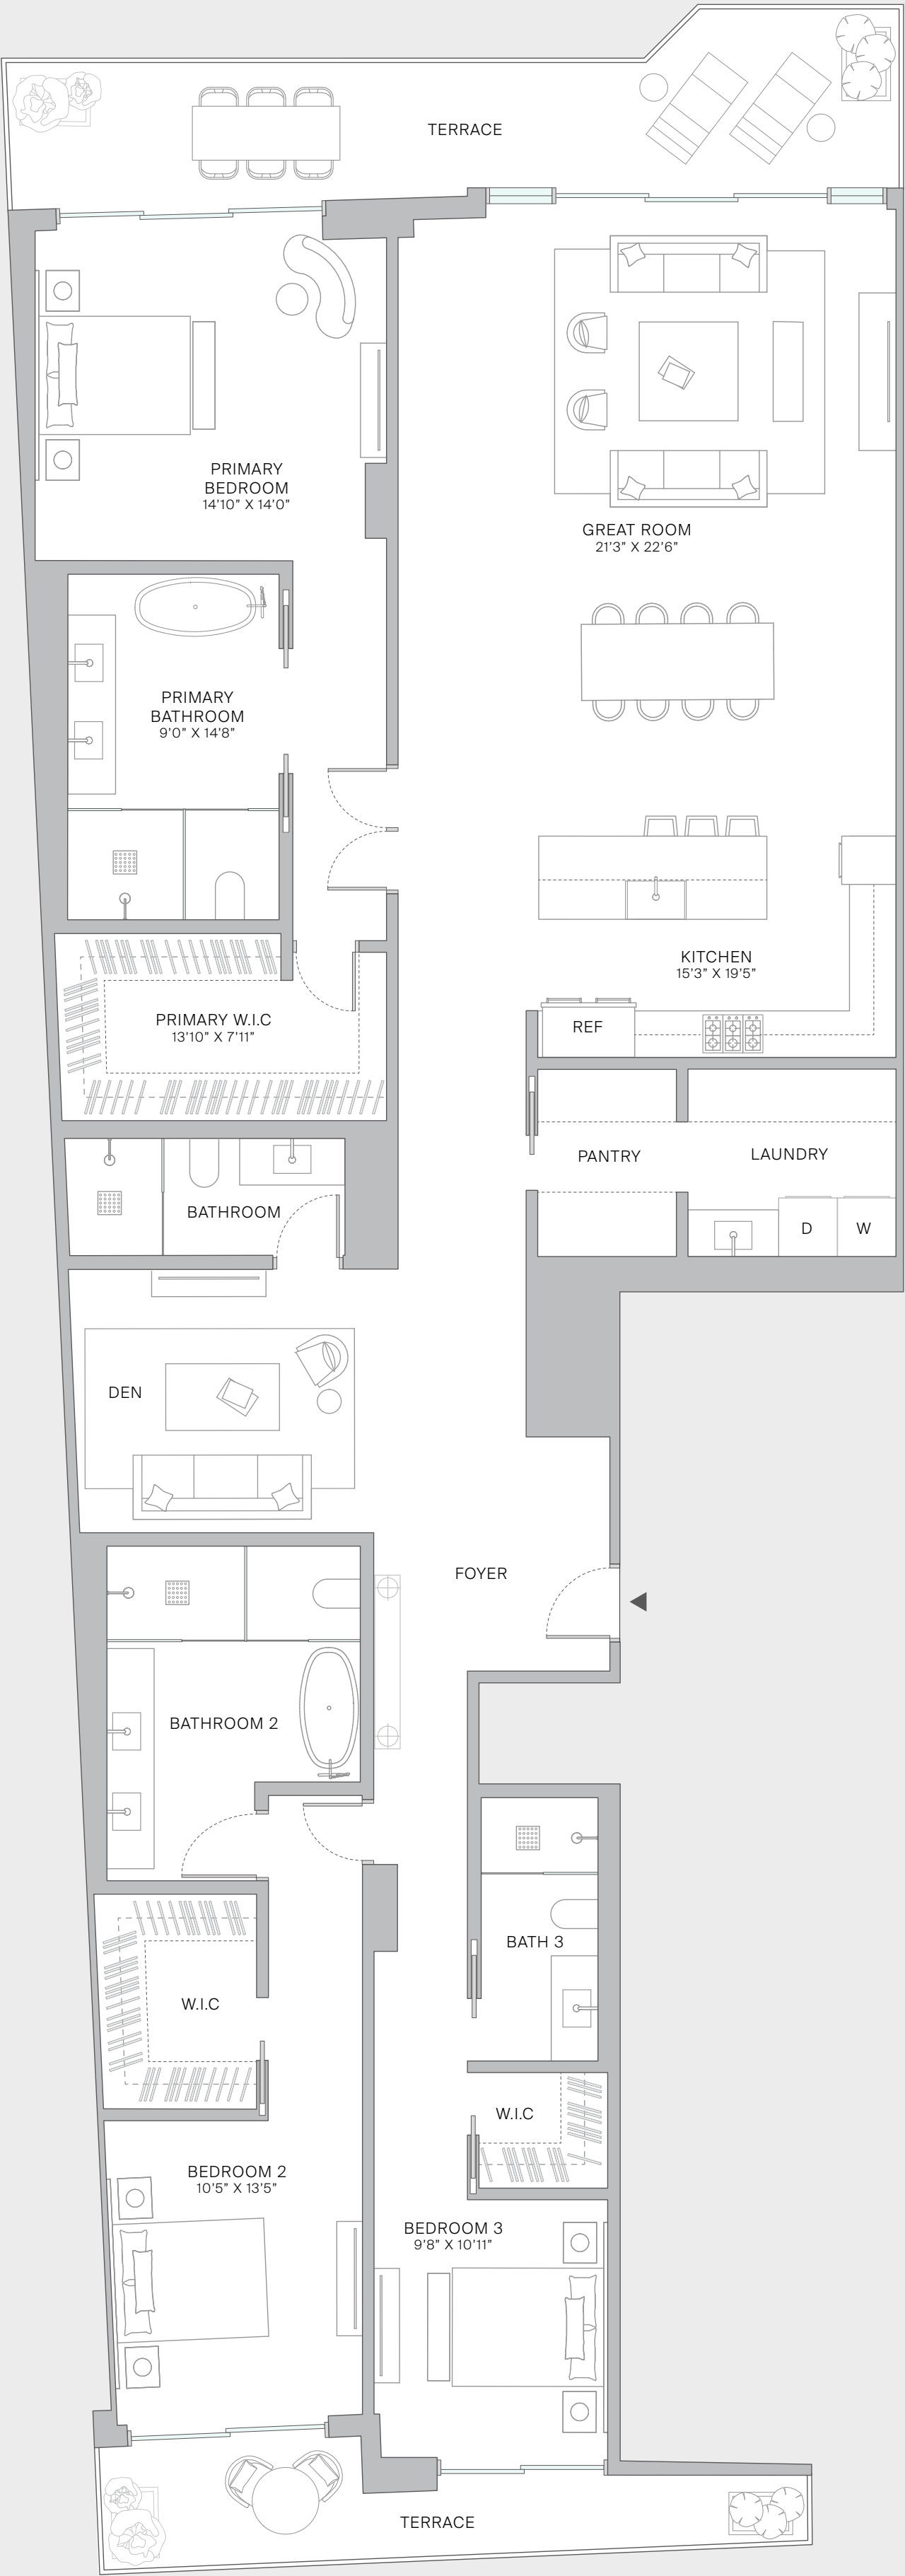 TERRACE
PRIMARY
BEDROOM
14'10" X 14'0"
GREAT ROOM
21'3" X 22'6"
PRIMARY
BATHROOM
9'0" X 14'8"
KITCHEN
15'3" X 19'5"
PRIMARY W.I.C
13'10" X 7'11"
REF
PANTRY
LAUNDRY
BATHROOM
D
W
DEN
FOYER
BATHROOM 2
BATH 3
W.I.C
W.I.C
BEDROOM 2
10'5" X 13'5"
BEDROOM 3
9'8" X 10'11"
TERRACE